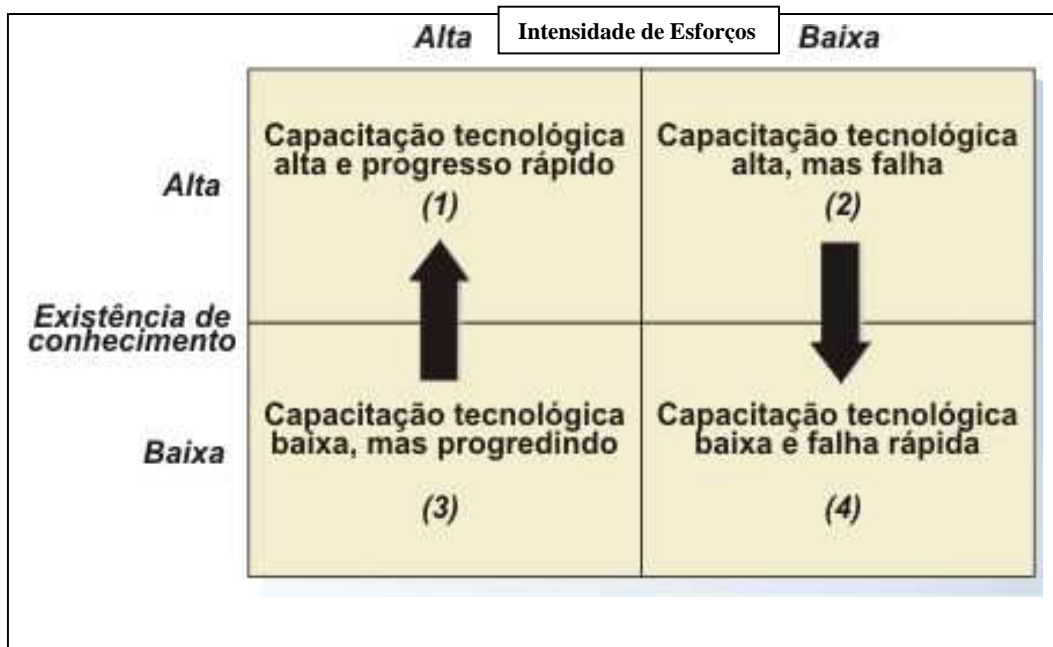 Intensidade de Esforços
Alta
Baixa
Capacitação tecnológica
alta e progresso rápido
(1)
Capacitação tecnológica
alta, mas falha
(2)
Alta
Existência de
conhecimento
Capacitação tecnológica
baixa, mas progredindo
(3)
Capacitação tecnológica
baixa e falha rápida
(4)
Baixa